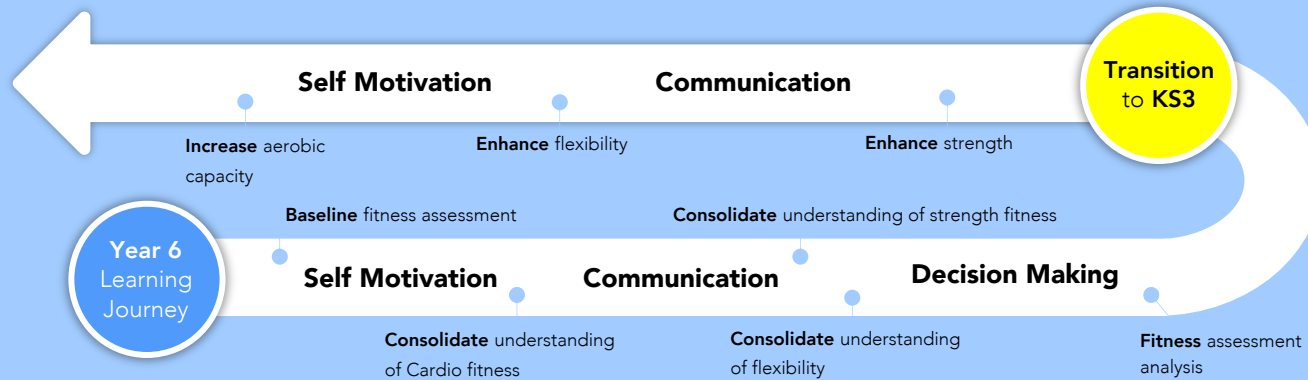 Self Motivation
Communication
Transition
to KS3
Increase aerobic
capacity
Enhance flexibility
Enhance strength
Baseline fitness assessment
Consolidate understanding of strength fitness
Year 6
Learning
Journey
Self Motivation
Communication
Decision Making
Consolidate understanding
of Cardio fitness
Consolidate understanding
of flexibility
Fitness assessment
analysis